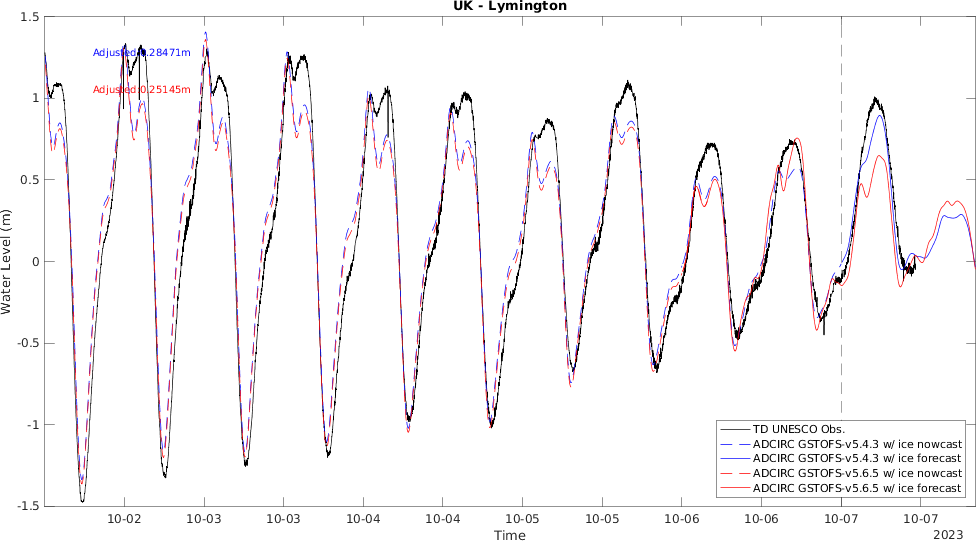 UK - Lymington
1.5
1
0.5
0
-0.5
-1
-1.5
Water Level (m)
Adjusted:0.28471m
Adjusted:0.25145m
TD UNESCO Obs.
ADCIRC GSTOFS-v5.4.3 w/ ice nowcast
ADCIRC GSTOFS-v5.4.3 w/ ice forecast
ADCIRC GSTOFS-v5.6.5 w/ ice nowcast
ADCIRC GSTOFS-v5.6.5 w/ ice forecast
10-02 10-03 10-03 10-04 10-04 10-05 10-05 10-06 10-06 10-07 10-07
Time
2023